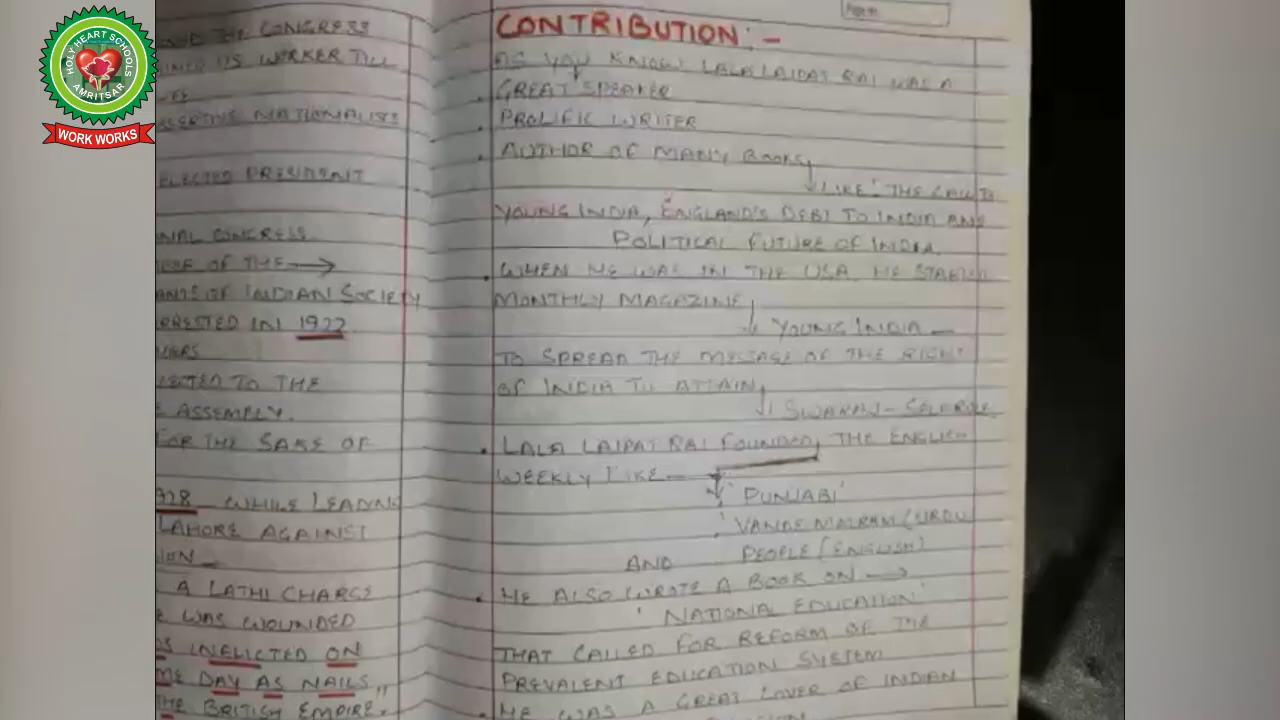 HOLY HEART SCHOOLS
AMRITSAR
WORK WORKS
THE CONGRESS
WORKER TILL
NATIONALISTS
ELECTED PRESIDENT
NAL CONGRESS
OF THE →
ANTS OF INDIAN SOCIETY
RRESTED IN 1922
TO THE
ASSEMBLY.
FOR THE SAKE OF
928 WHILE LEADING
LAHORE AGAINST
ION
A LATHI CHARGE
WAS WOUNDED
INFLICTED ON
ME DAY AS NAILS
THE BRITISH EMPIRE."
CONTRIBUTION:-
AS YOU KNOW LALA LAJPAT RAI WAS A
. GREAT SPEAKER
. PROLIFIC WRITER
. AUTHOR OF MANY BOOKS,
LIKE: THE CALL TO
YOUNG INDIA, ENGLAND'S DEBT TO INDIA AND
POLITICAL FUTURE OF INDIA.
. WHEN HE WAS IN THE USA HE STARTED
MONTHLY MAGAZINE
YOUNG INDIA
TO SPREAD THE MESSAGE OF THE RIGHT
OF INDIA TO ATTAIN
SWARAJ -
. LALA LAJPAT RAI FOUNDED, THE ENGLISH
WEEKLY LIKE
'PUNJABI'
'VANDE MATRAM (URDU
AND PEOPLE (ENGLISH)
. HE ALSO WROTE A BOOK ON →
'NATIONAL EDUCATION'
THAT CALLED FOR REFORM OF THE
PREVALENT EDUCATION SYSTEM
. HE WAS A GREAT LOVER OF INDIAN